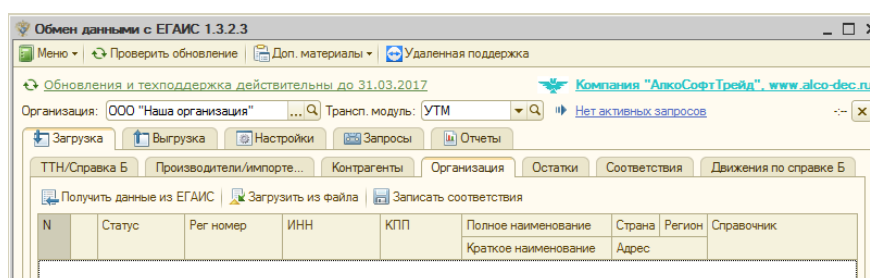 Обмен данными с ЕГАИС 1.3.2.3
Меню Проверить обновление Доп. материалы Удаленная поддержка
Обновления и техподдержка действительны до 31.03.2017 Компания "АлкоСофтТрейд", www.alco-dec.ru
Организация: ООО "Наша организация" ... Трансп. модуль: УТМ Нет активных запросов -:--
Загрузка Выгрузка Настройки Запросы Отчеты
ТТН/Справка Б Производители/импорте... Контрагенты Организация Остатки Соответствия Движения по справке Б
Получить данные из ЕГАИС Загрузить из файла Записать соответствия
N Статус Рег номер ИНН КПП Полное наименование Страна Регион Справочник
Краткое наименование Адрес